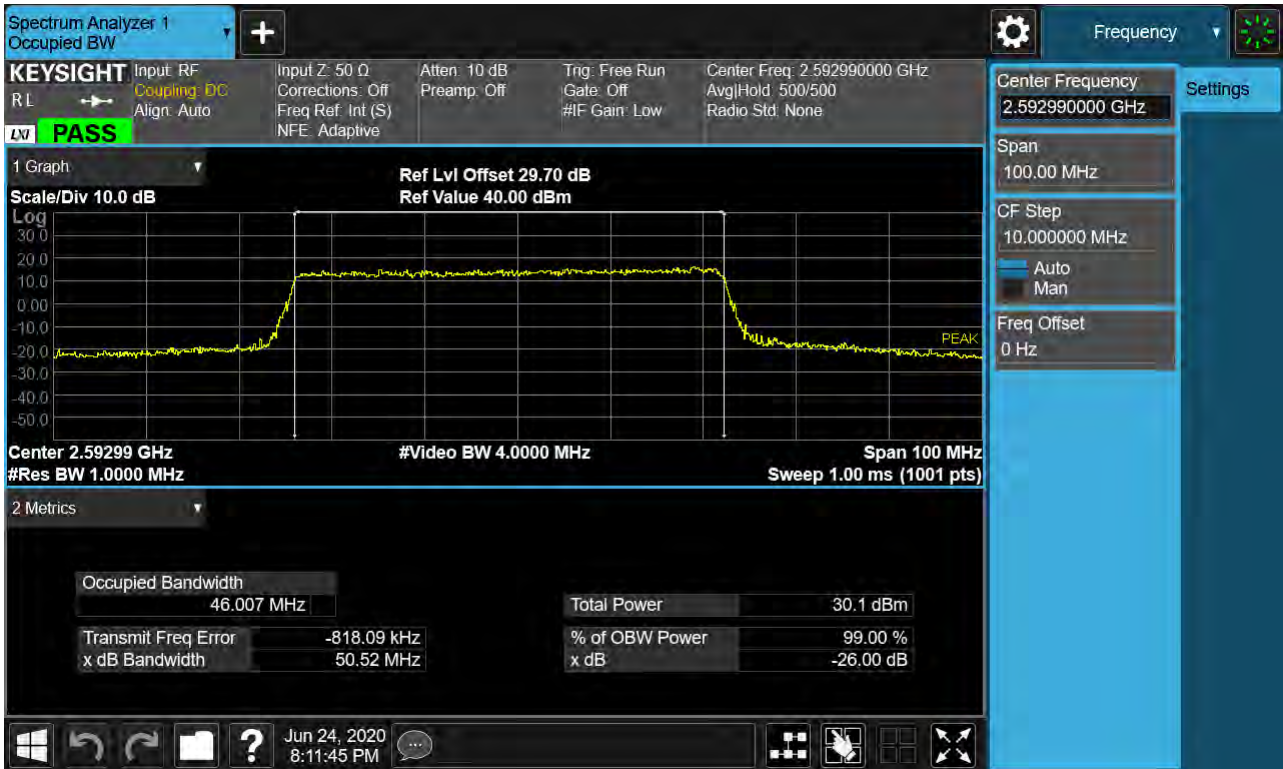 Spectrum Analyzer 1
Occupied BW
Frequency
KEYSIGHT
R L
LXI
PASS
Input: RF
Coupling: DC
Align: Auto
Input Z: 50 Ω
Corrections: Off
Freq Ref: Int (S)
NFE: Adaptive
Atten: 10 dB
Preamp: Off
Trig: Free Run
Gate: Off
#IF Gain: Low
Center Freq: 2.592990000 GHz
Avg|Hold: 500/500
Radio Std: None
Center Frequency
2.592990000 GHz
Settings
Span
100.00 MHz
CF Step
10.000000 MHz
Auto
Man
Freq Offset
0 Hz
1 Graph
Scale/Div 10.0 dB
Ref Lvl Offset 29.70 dB
Ref Value 40.00 dBm
Log
30.0
20.0
10.0
0.00
-10.0
-20.0
-30.0
-40.0
-50.0
PEAK
Center 2.59299 GHz
#Video BW 4.0000 MHz
Span 100 MHz
#Res BW 1.0000 MHz
Sweep 1.00 ms (1001 pts)
2 Metrics
Occupied Bandwidth
46.007 MHz
Total Power 30.1 dBm
Transmit Freq Error -818.09 kHz
% of OBW Power 99.00 %
x dB Bandwidth 50.52 MHz
x dB -26.00 dB
Jun 24, 2020
8:11:45 PM